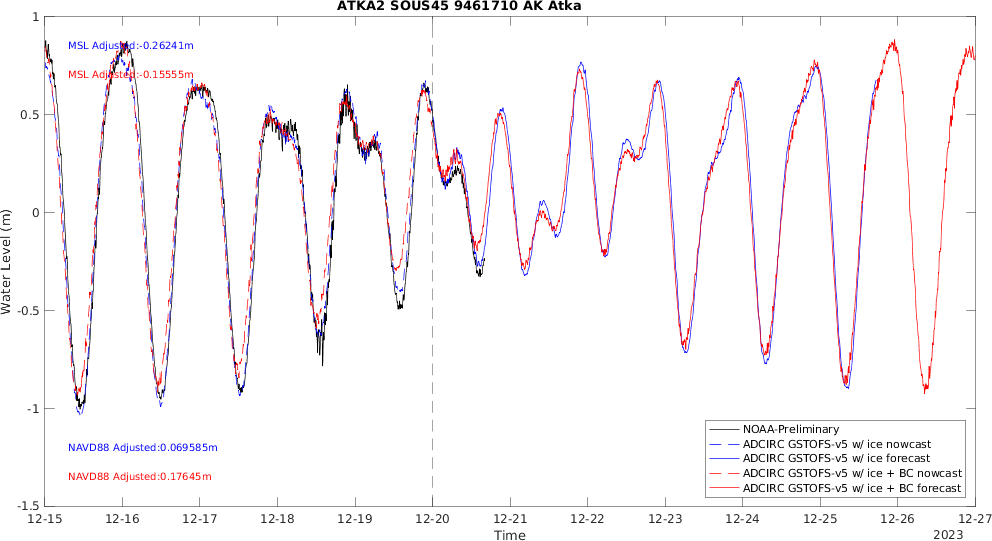 ATKA2 SOUS45 9461710 AK Atka
MSL Adjusted:-0.26241m
MSL Adjusted:-0.15555m
NAVD88 Adjusted:0.069585m
NAVD88 Adjusted:0.17645m
Water Level (m)
1
0.5
0
-0.5
-1
-1.5
NOAA-Preliminary
ADCIRC GSTOFS-v5 w/ ice nowcast
ADCIRC GSTOFS-v5 w/ ice forecast
ADCIRC GSTOFS-v5 w/ ice + BC nowcast
ADCIRC GSTOFS-v5 w/ ice + BC forecast
12-15 12-16 12-17 12-18 12-19 12-20 12-21 12-22 12-23 12-24 12-25 12-26 12-27
Time
2023